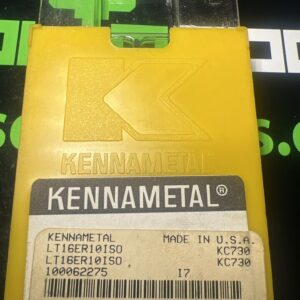 KENNAMETAL
KENNAMETAL®
KENNAMETAL MADE IN U.S.A.
LT16ER10ISO KC730
LT16ER10ISO KC730
100062275 I7